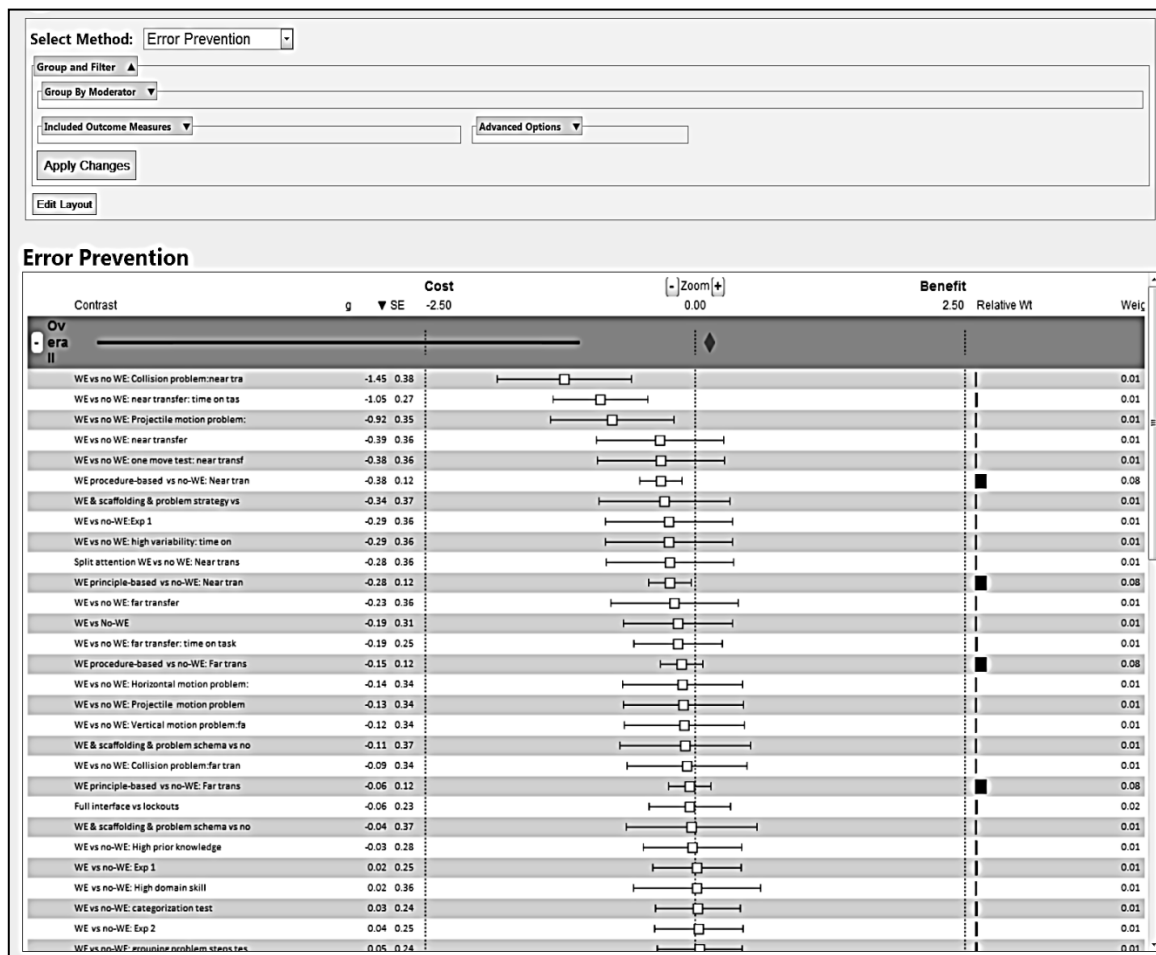 Select Method: Error Prevention
Group and Filter ▲
Group By Moderator ▼
Included Outcome Measures ▼ Advanced Options ▼
Apply Changes
Edit Layout
Error Prevention
Cost [-]Zoom[+] Benefit
Contrast g ▼ SE -2.50 0.00 2.50 Relative Wt Weig
Ov
- era
ll
WE vs no WE: Collision problem:near tra -1.45 0.38 0.01
WE vs no WE: near transfer: time on tas -1.05 0.27 0.01
WE vs no WE: Projectile motion problem: -0.92 0.35 0.01
WE vs no WE: near transfer -0.39 0.36 0.01
WE vs no WE: one move test: near transf -0.38 0.36 0.01
WE procedure-based vs no-WE: Near tran -0.38 0.12 0.08
WE & scaffolding & problem strategy vs -0.34 0.37 0.01
WE vs no-WE:Exp 1 -0.29 0.36 0.01
WE vs no WE: high variability: time on -0.29 0.36 0.01
Split attention WE vs no WE: Near trans -0.28 0.36 0.01
WE principle-based vs no-WE: Near tran -0.28 0.12 0.08
WE vs no WE: far transfer -0.23 0.36 0.01
WE vs No-WE -0.19 0.31 0.01
WE vs no WE: far transfer: time on task -0.19 0.25 0.01
WE procedure-based vs no-WE: Far trans -0.15 0.12 0.08
WE vs no WE: Horizontal motion problem: -0.14 0.34 0.01
WE vs no WE: Projectile motion problem -0.13 0.34 0.01
WE vs no WE: Vertical motion problem:fa -0.12 0.34 0.01
WE & scaffolding & problem schema vs no -0.11 0.37 0.01
WE vs no WE: Collision problem:far tran -0.09 0.34 0.01
WE principle-based vs no-WE: Far trans -0.06 0.12 0.08
Full interface vs lockouts -0.06 0.23 0.02
WE & scaffolding & problem schema vs no -0.04 0.37 0.01
WE vs no-WE: High prior knowledge -0.03 0.28 0.01
WE vs no-WE: Exp 1 0.02 0.25 0.01
WE vs no-WE: High domain skill 0.02 0.36 0.01
WE vs no-WE: categorization test 0.03 0.24 0.01
WE vs no-WE: Exp 2 0.04 0.25 0.01
WE vs no-WE: grouping problem steps tes 0.05 0.24 0.01